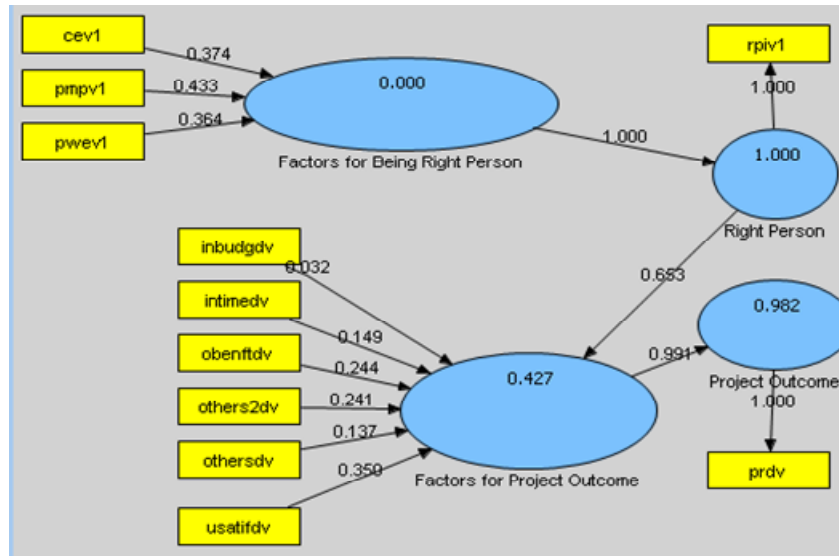 cev1
0.374
pmpv1
0.433
pwev1
0.364
0.000
Factors for Being Right Person
1.000
rpiv1
1.000
1.000
Right Person
0.653
inbudgdv
0.032
intimedv
0.149
obenftdv
0.244
others2dv
0.241
othersdv
0.137
usatifdv
0.350
0.427
Factors for Project Outcome
0.991
0.982
Project Outcome
1.000
prdv